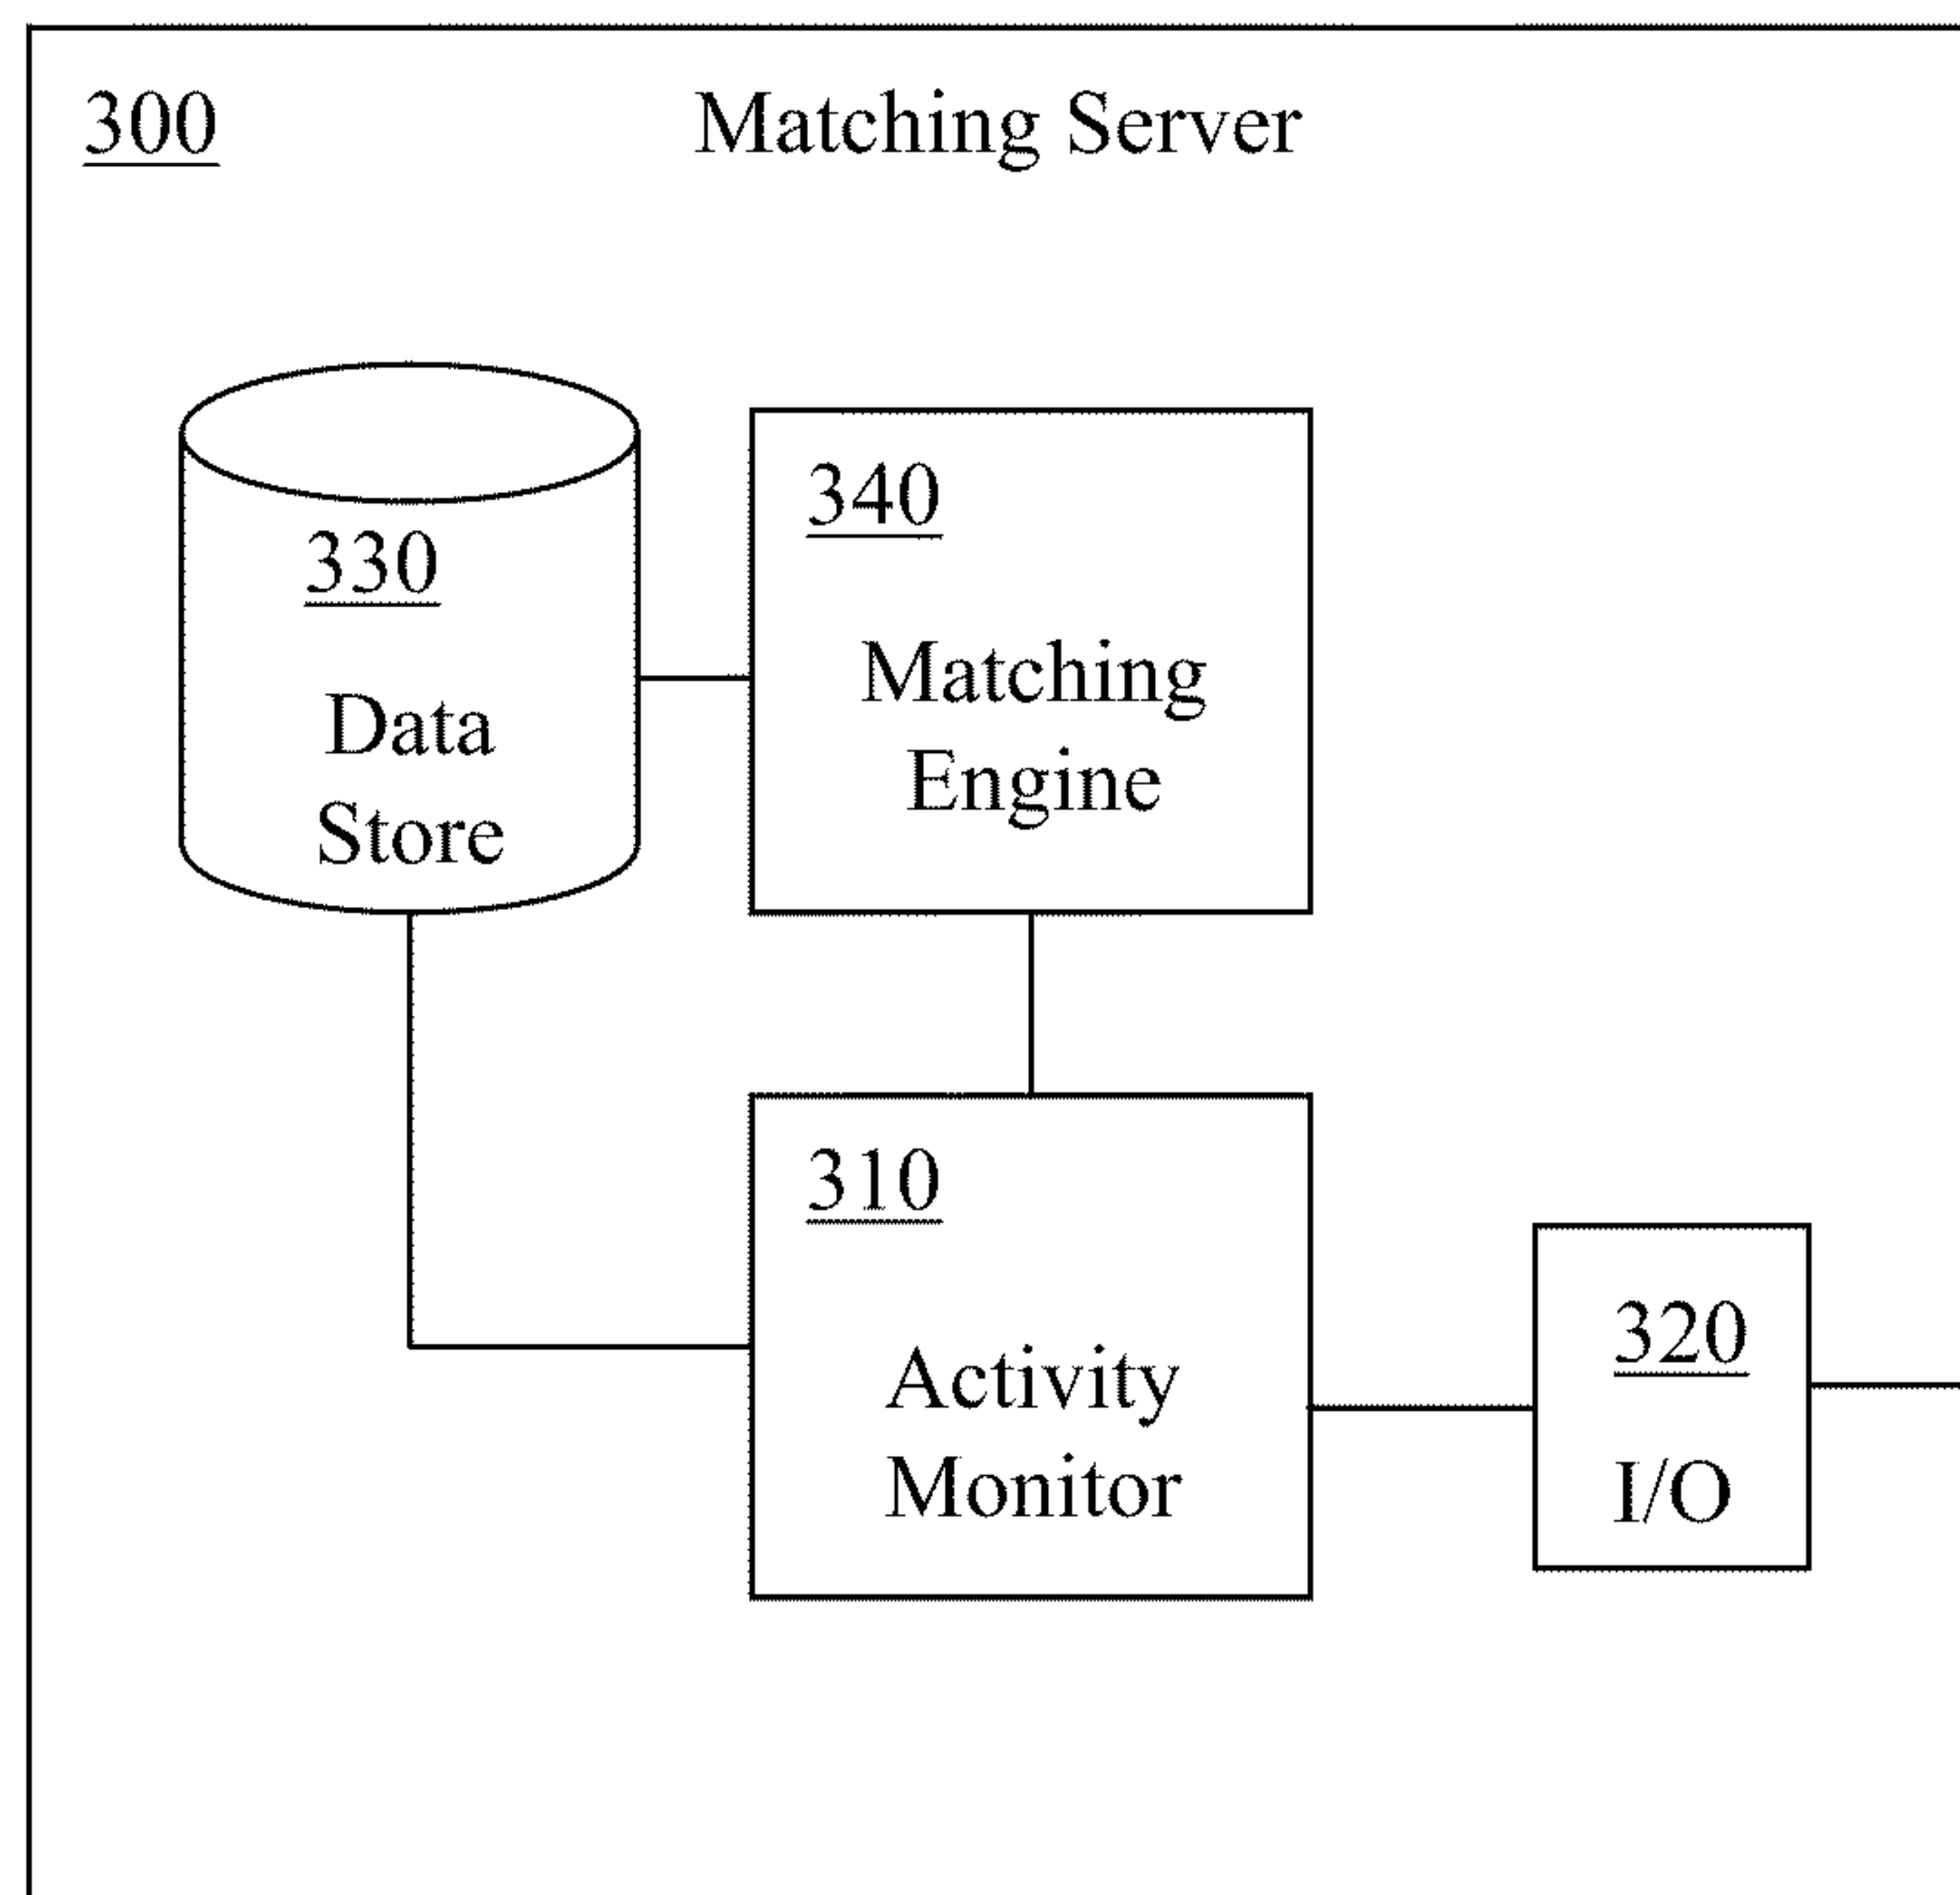 300
Matching Server
330
Data
Store
340
Matching
Engine
310
Activity
Monitor
320
I/O